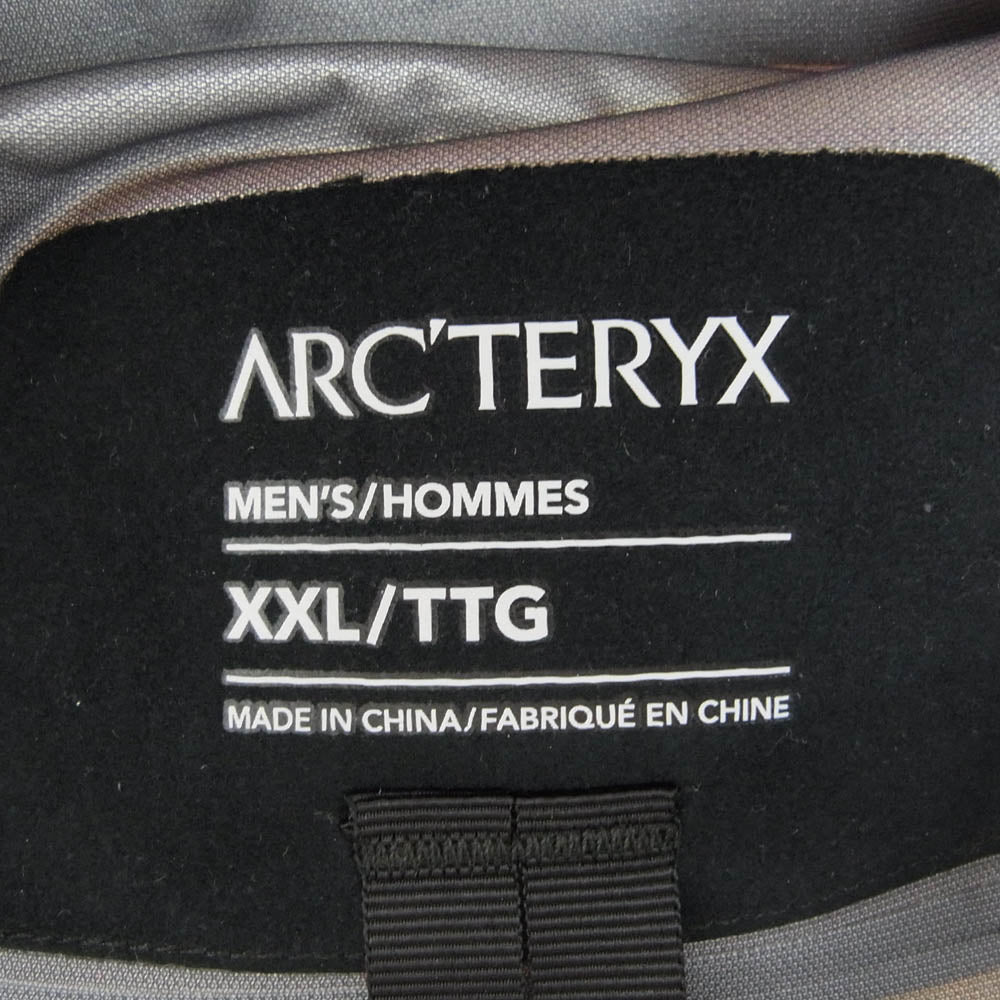 ARC'TERYX
MEN'S/HOMMES
XXL/TTG
MADE IN CHINA/FABRIQUÉ EN CHINE